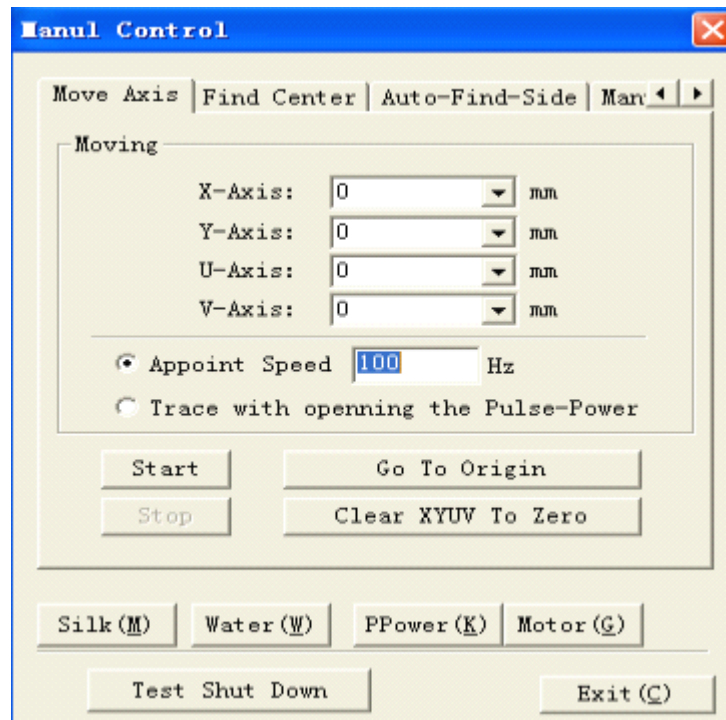 Manul Control
Move Axis Find Center Auto-Find-Side Man
Moving
X-Axis: 0 mm
Y-Axis: 0 mm
U-Axis: 0 mm
V-Axis: 0 mm
Appoint Speed 100 Hz
Trace with openning the Pulse-Power
Start Go To Origin
Stop Clear XYUV To Zero
Silk(M) Water(W) PPower(K) Motor(G)
Test Shut Down Exit(C)